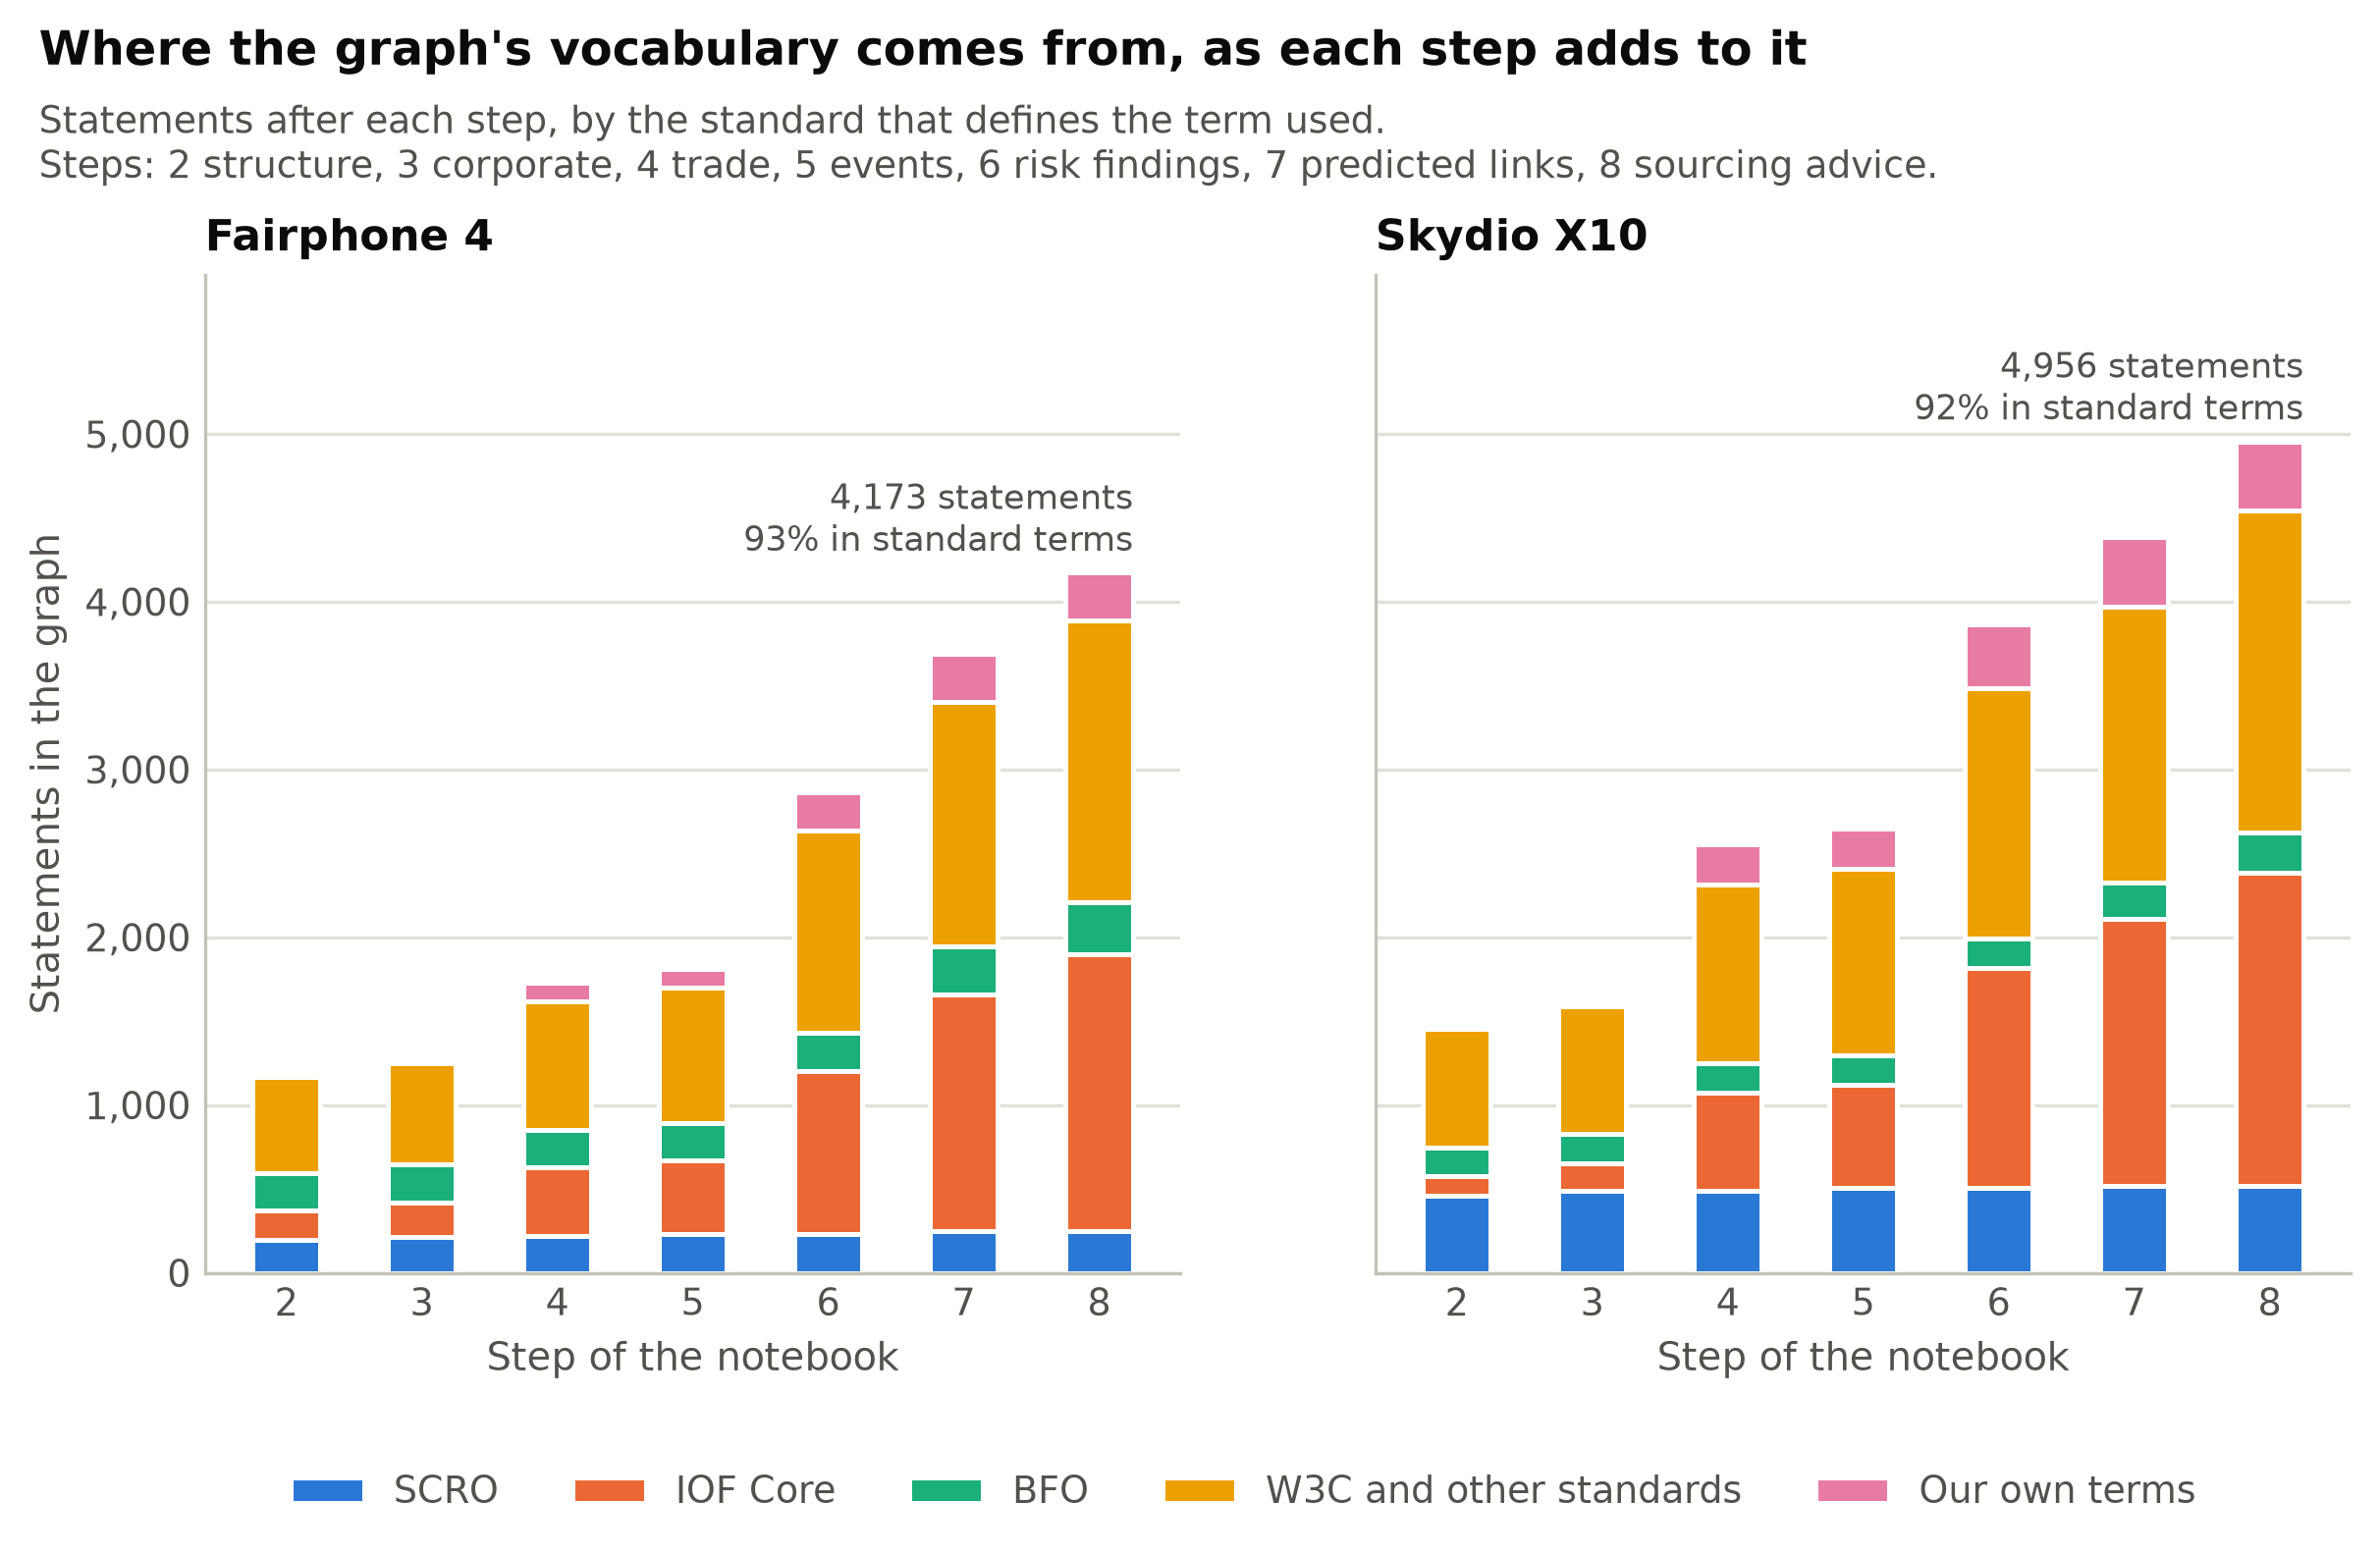 Where the graph's vocabulary comes from, as each step adds to it
Statements after each step, by the standard that defines the term used.
Steps: 2 structure, 3 corporate, 4 trade, 5 events, 6 risk findings, 7 predicted links, 8 sourcing advice.
Fairphone 4
Statements in the graph
5,000
4,000
3,000
2,000
1,000
0
4,173 statements
93% in standard terms
2 3 4 5 6 7 8
Step of the notebook
Skydio X10
4,956 statements
92% in standard terms
2 3 4 5 6 7 8
Step of the notebook
SCRO IOF Core BFO W3C and other standards Our own terms